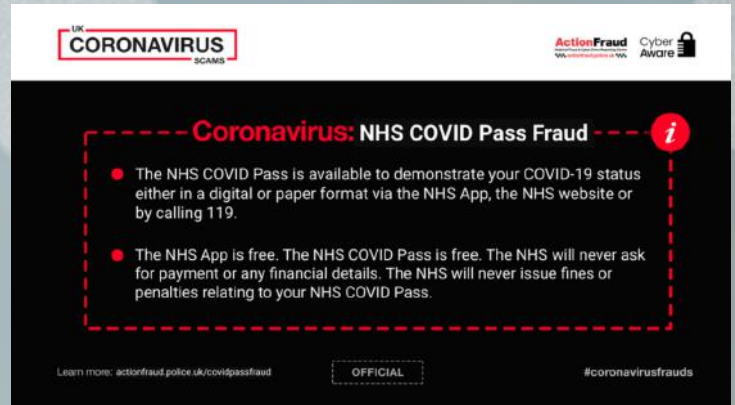 UK
CORONAVIRUS
SCAMS
ActionFraud
actionfraud.police.uk
Cyber
Aware
Coronavirus: NHS COVID Pass Fraud
i
The NHS COVID Pass is available to demonstrate your COVID-19 status
either in a digital or paper format via the NHS App, the NHS website or
by calling 119.
The NHS App is free. The NHS COVID Pass is free. The NHS will never ask
for payment or any financial details. The NHS will never issue fines or
penalties relating to your NHS COVID Pass.
Learn more: actionfraud.police.uk/covidpassfraud
OFFICIAL
#coronavirusfrauds